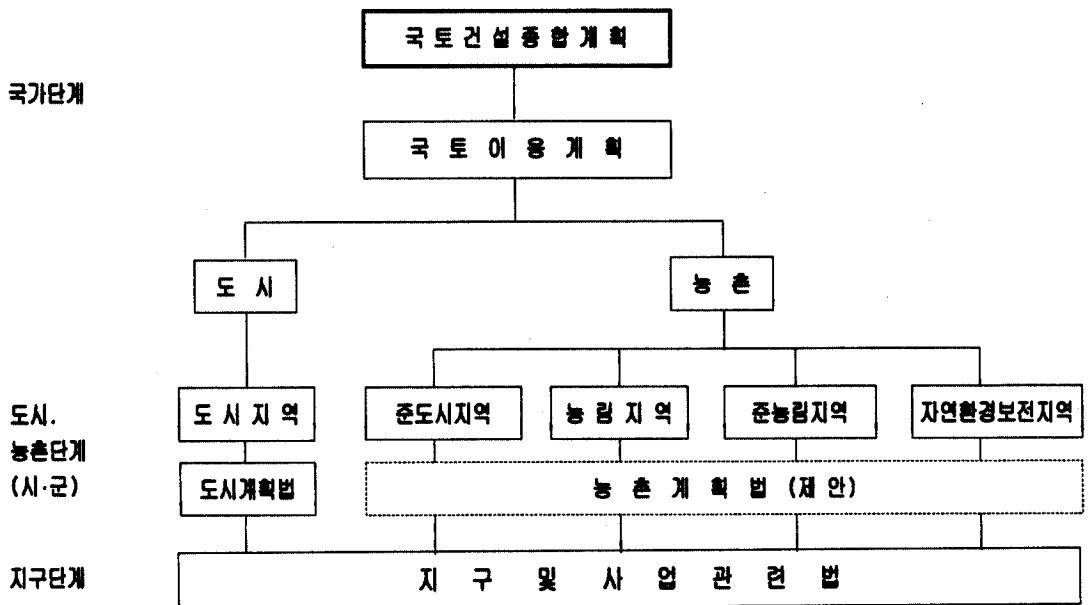 국토건설종합계획
국가단계
국토이용계획
도시 농촌
도시. 도시지역 준도시지역 농림지역 준농림지역 자연환경보전지역
농촌단계
(시·군) 도시계획법 농촌계획법 (제안)
지구단계 지구 및 사업관련법